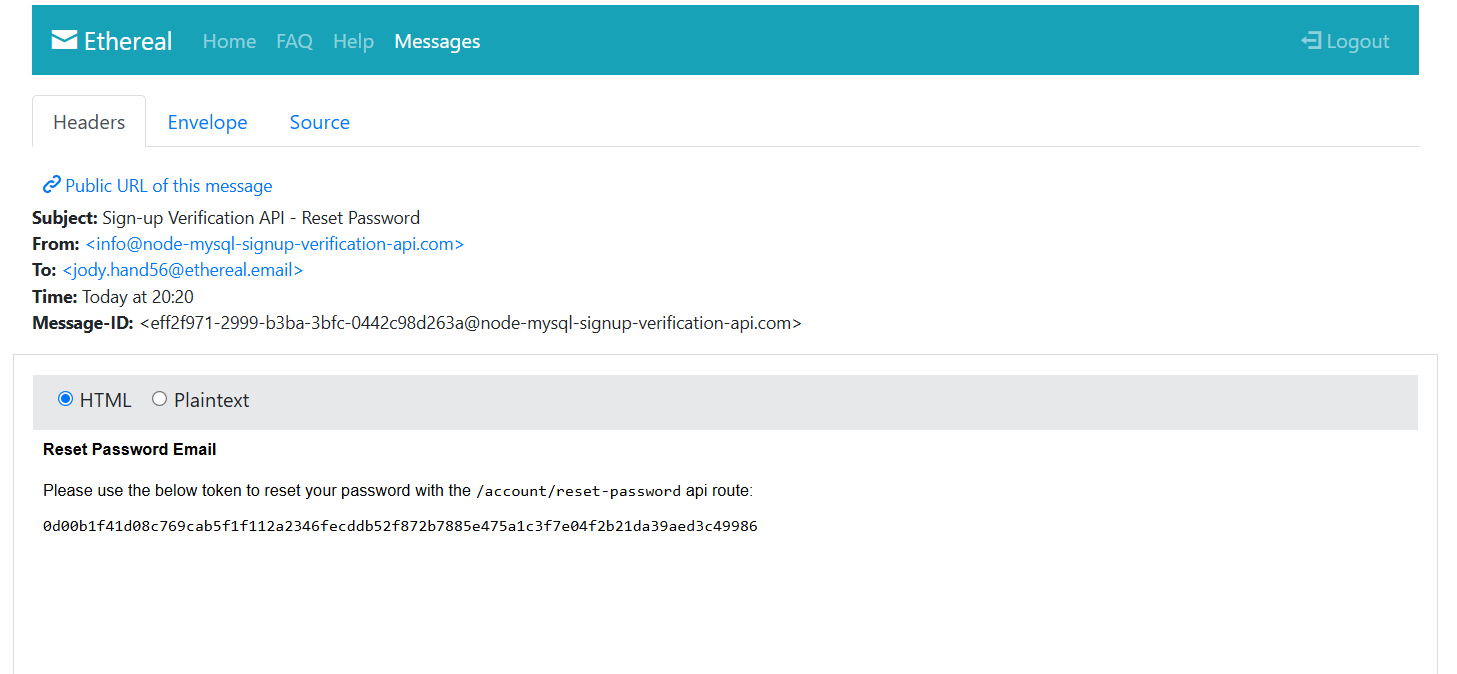 Ethereal Home FAQ Help Messages Logout
Headers Envelope Source
Public URL of this message
Subject: Sign-up Verification API - Reset Password
From: <info@node-mysql-signup-verification-api.com>
To: <jody.hand56@ethereal.email>
Time: Today at 20:20
Message-ID: <eff2f971-2999-b3ba-3bfc-0442c98d263a@node-mysql-signup-verification-api.com>
HTML Plaintext
Reset Password Email
Please use the below token to reset your password with the /account/reset-password api route:
0d00b1f41d08c769cab5f1f112a2346fecddb52f872b7885e475a1c3f7e04f2b21da39aed3c49986